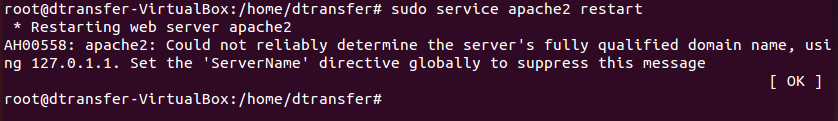 root@dtransfer-VirtualBox:/home/dtransfer# sudo service apache2 restart
 * Restarting web server apache2
AH00558: apache2: Could not reliably determine the server's fully qualified domain name, usi
ng 127.0.1.1. Set the 'ServerName' directive globally to suppress this message
[ OK ]
root@dtransfer-VirtualBox:/home/dtransfer#